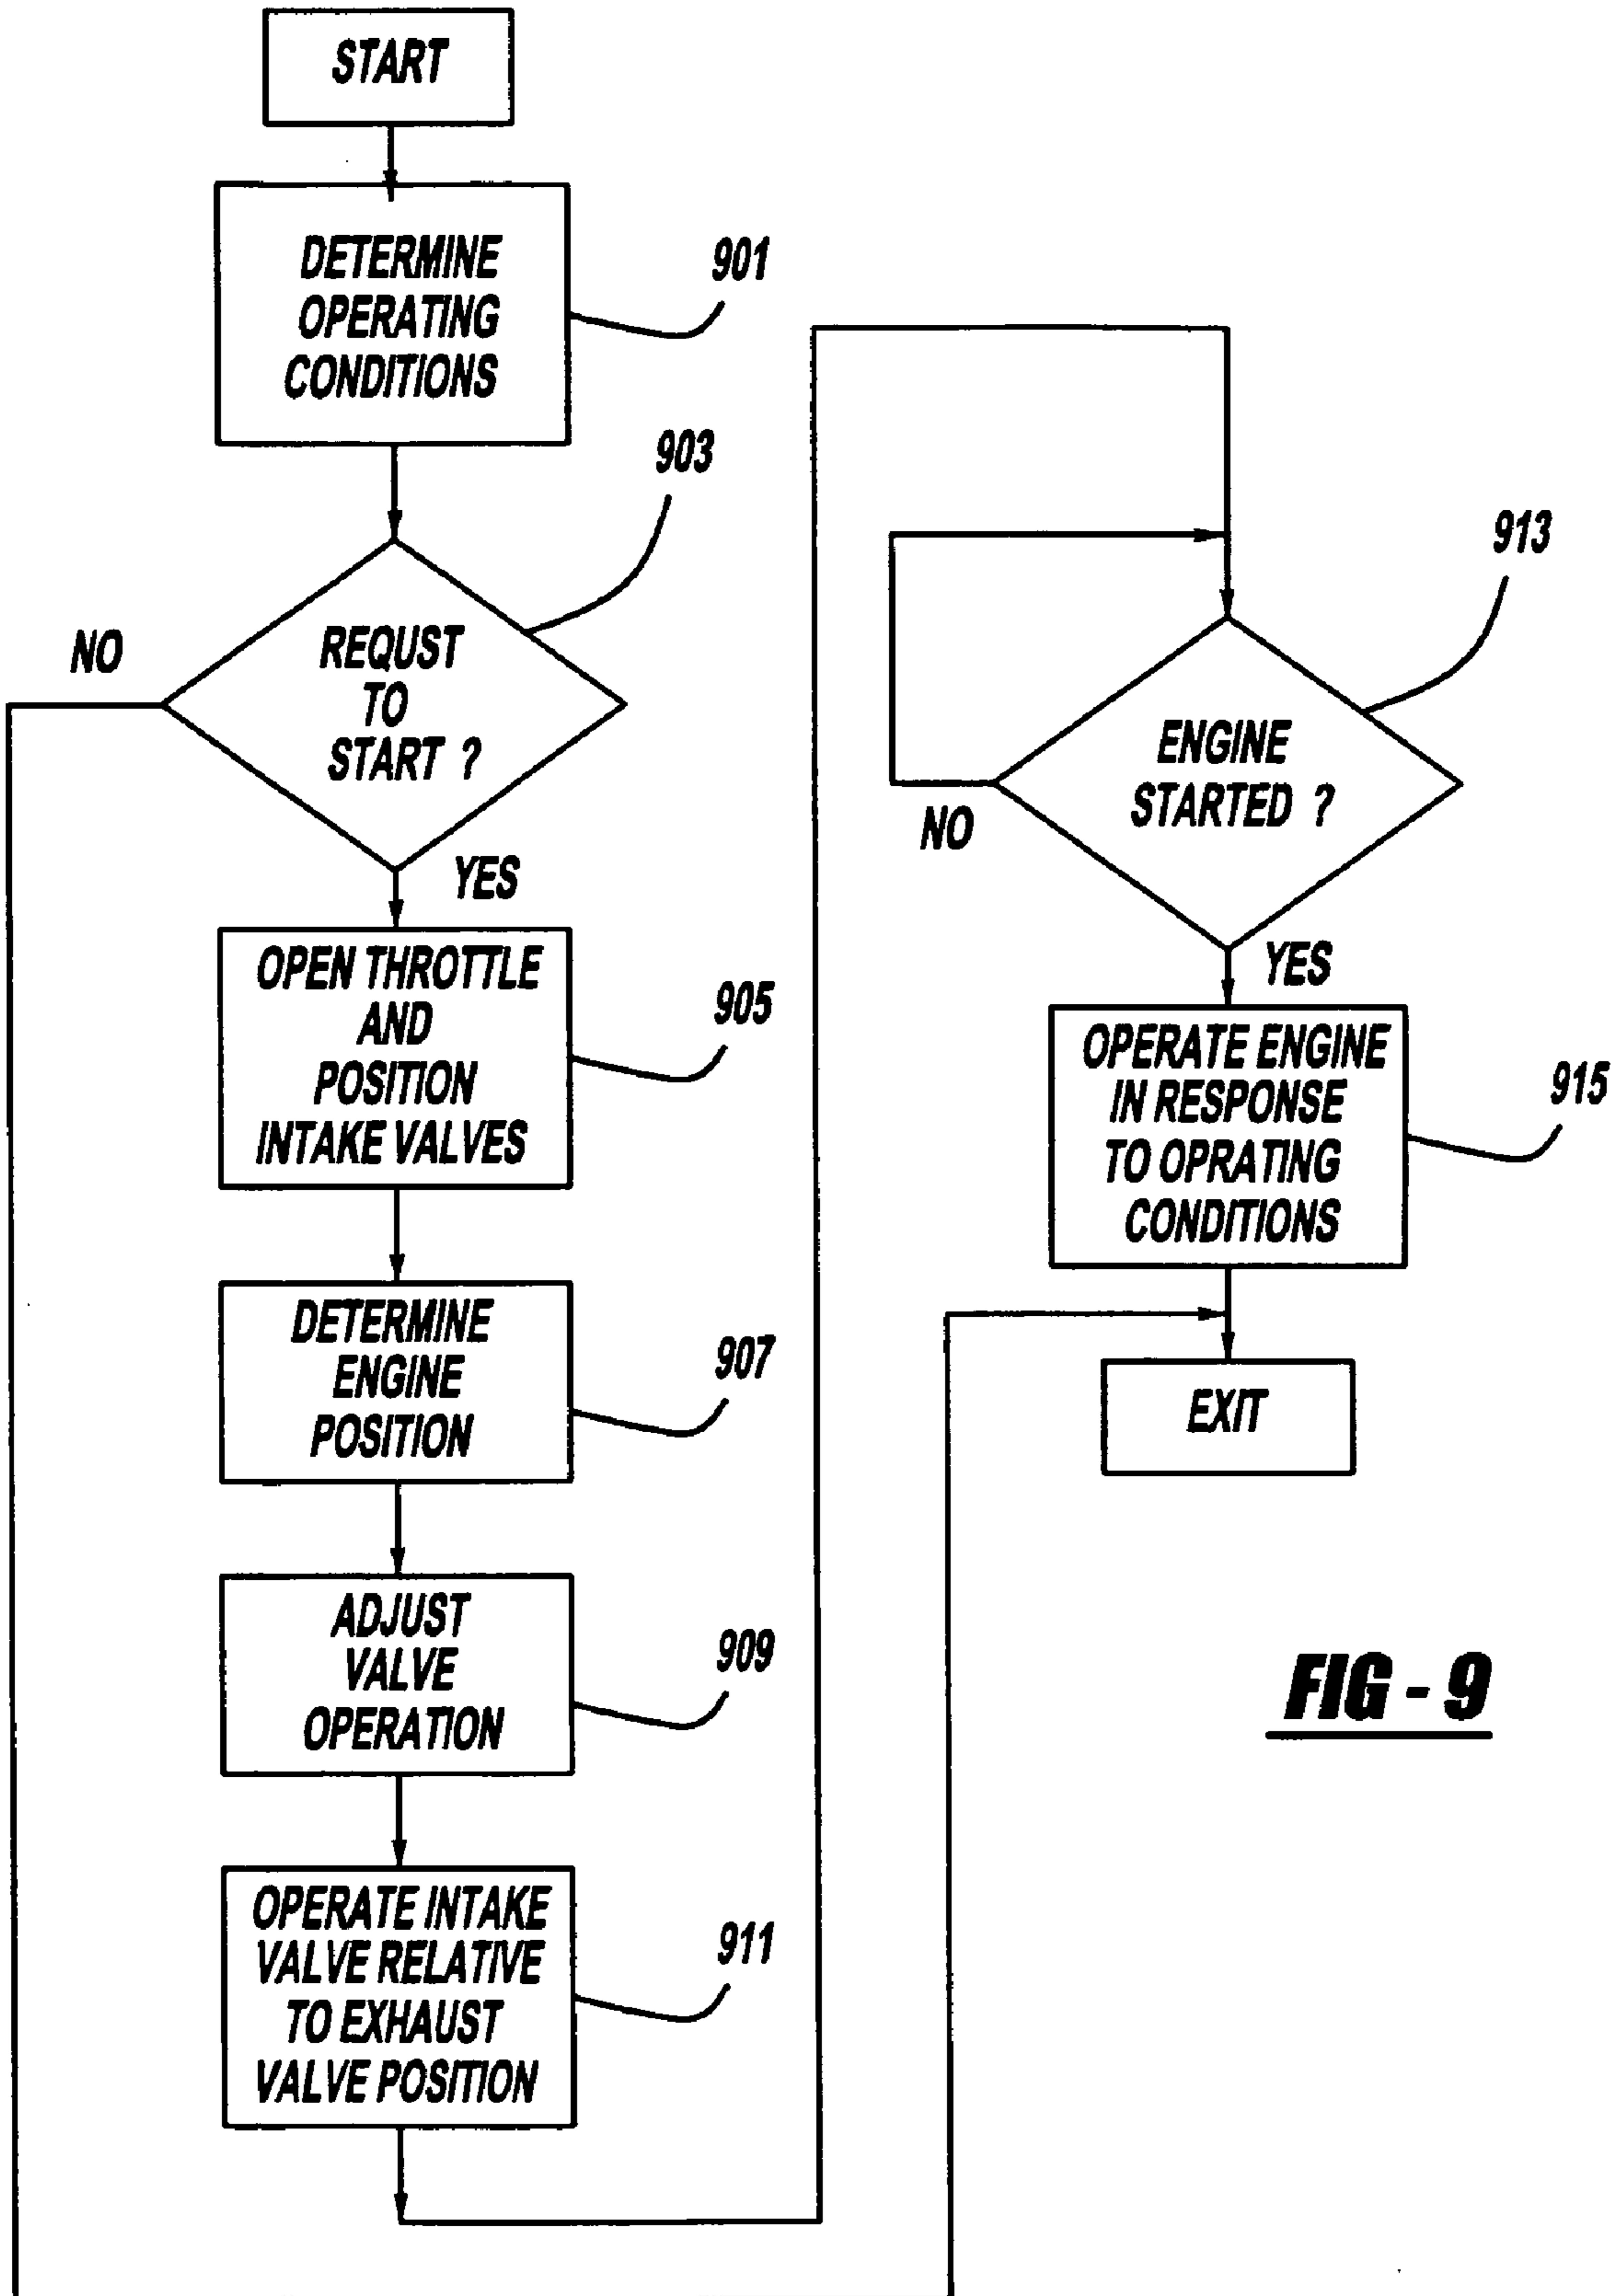 START
DETERMINE
OPERATING
CONDITIONS
901
903
REQUST
TO
START ?
NO
YES
OPEN THROTTLE
AND
POSITION
INTAKE VALVES
905
DETERMINE
ENGINE
POSITION
907
ADJUST
VALVE
OPERATION
909
OPERATE INTAKE
VALVE RELATIVE
TO EXHAUST
VALVE POSITION
911
913
ENGINE
STARTED ?
NO
YES
OPERATE ENGINE
IN RESPONSE
TO OPRATING
CONDITIONS
915
EXIT
FIG - 9